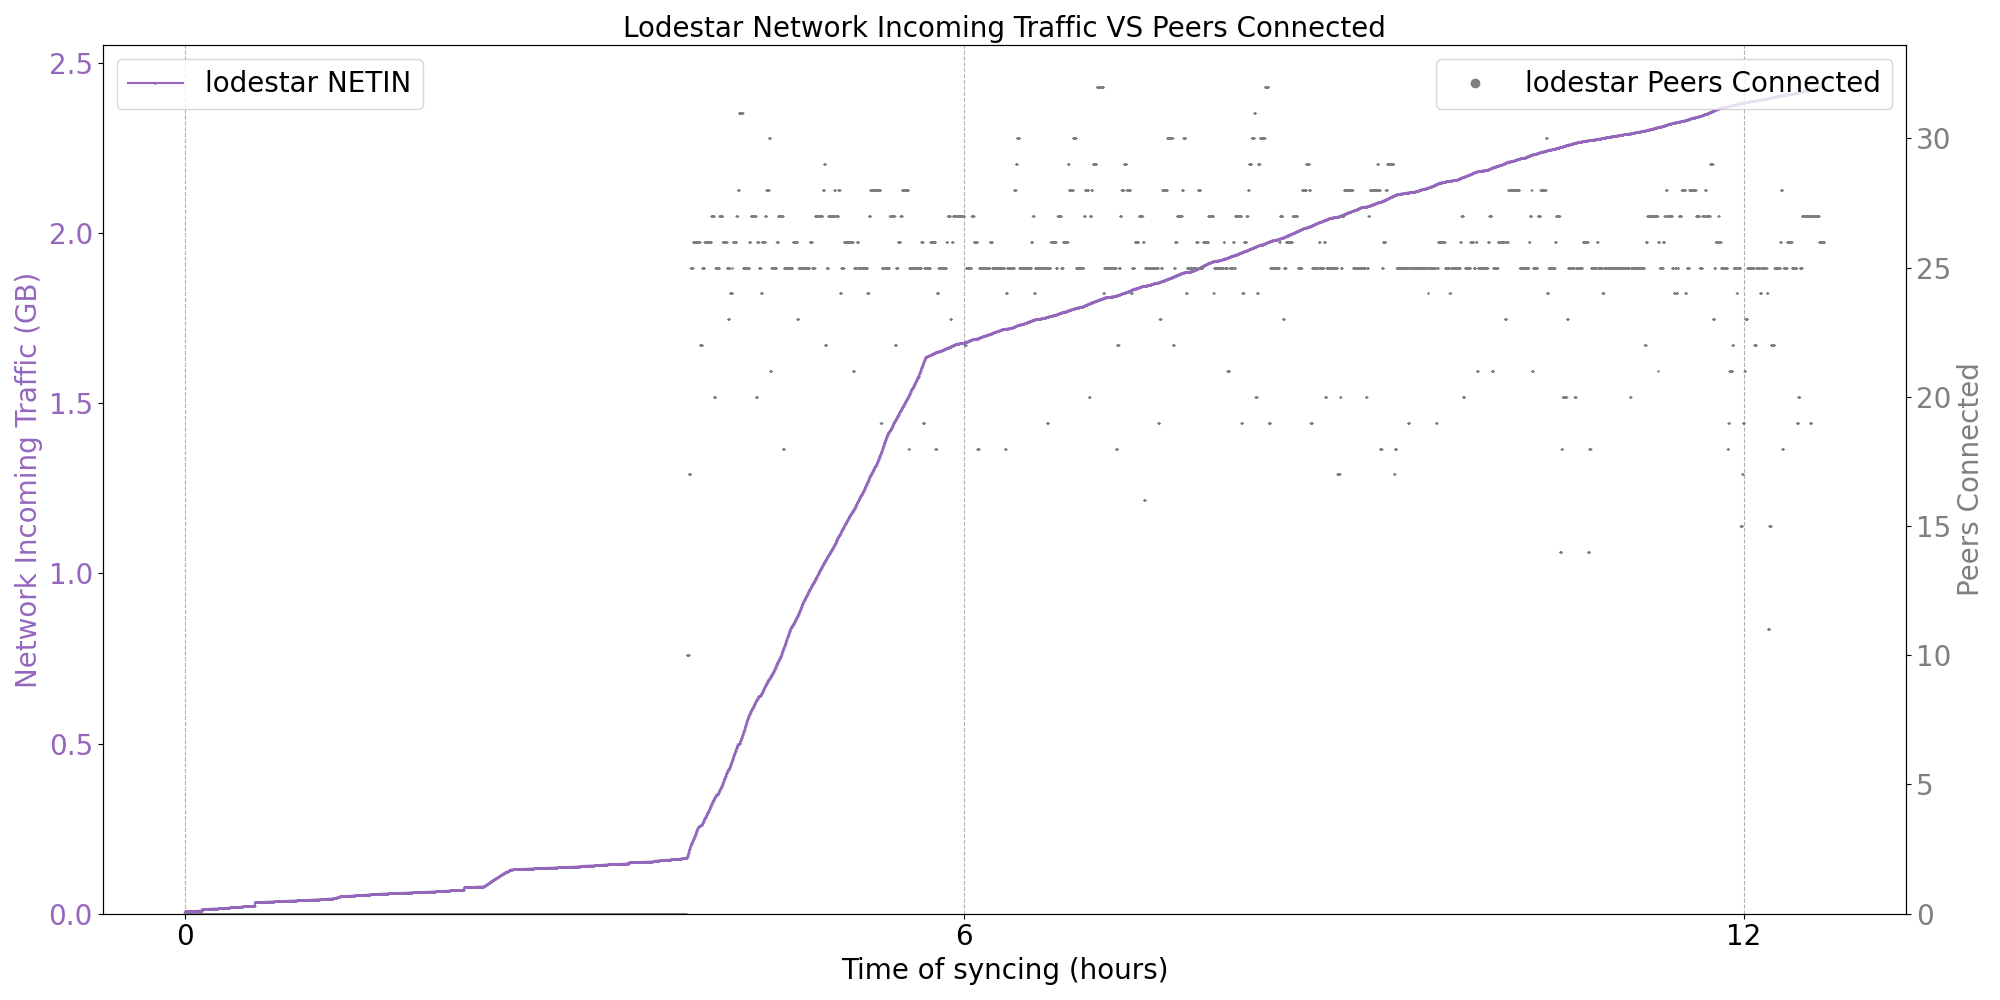 Lodestar Network Incoming Traffic VS Peers Connected
lodestar NETIN
lodestar Peers Connected
Network Incoming Traffic (GB)
2.5
2.0
1.5
1.0
0.5
0.0
30
25
20
15
10
5
0
Peers Connected
0 6 12
Time of syncing (hours)